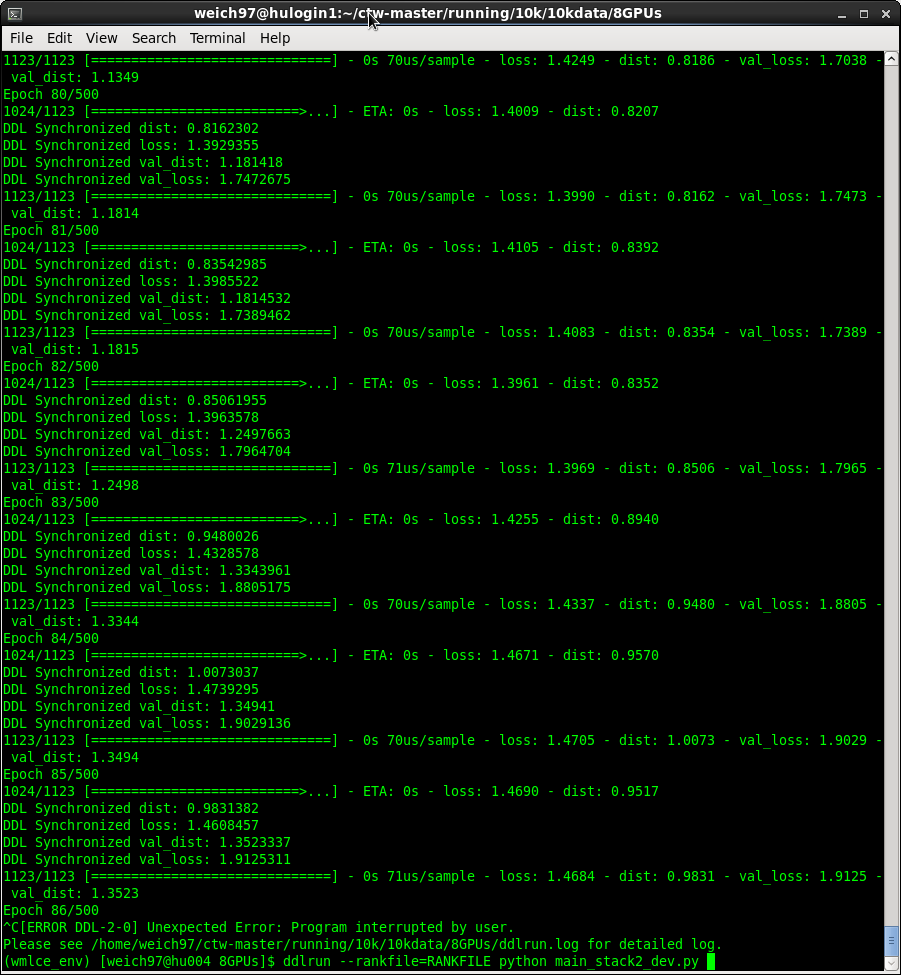 weich97@hulogin1:~/ctw-master/running/10k/10kdata/8GPUs
File Edit View Search Terminal Help
1123/1123 [==============================] - 0s 70us/sample - loss: 1.4249 - dist: 0.8186 - val_loss: 1.7038 -
val_dist: 1.1349
Epoch 80/500
1024/1123 [==========================>...] - ETA: 0s - loss: 1.4009 - dist: 0.8207
DDL Synchronized dist: 0.8162302
DDL Synchronized loss: 1.3929355
DDL Synchronized val_dist: 1.181418
DDL Synchronized val_loss: 1.7472675
1123/1123 [==============================] - 0s 70us/sample - loss: 1.3990 - dist: 0.8162 - val_loss: 1.7473 -
val_dist: 1.1814
Epoch 81/500
1024/1123 [==========================>...] - ETA: 0s - loss: 1.4105 - dist: 0.8392
DDL Synchronized dist: 0.83542985
DDL Synchronized loss: 1.3985522
DDL Synchronized val_dist: 1.1814532
DDL Synchronized val_loss: 1.7389462
1123/1123 [==============================] - 0s 70us/sample - loss: 1.4083 - dist: 0.8354 - val_loss: 1.7389 -
val_dist: 1.1815
Epoch 82/500
1024/1123 [==========================>...] - ETA: 0s - loss: 1.3961 - dist: 0.8352
DDL Synchronized dist: 0.85061955
DDL Synchronized loss: 1.3963578
DDL Synchronized val_dist: 1.2497663
DDL Synchronized val_loss: 1.7964704
1123/1123 [==============================] - 0s 71us/sample - loss: 1.3969 - dist: 0.8506 - val_loss: 1.7965 -
val_dist: 1.2498
Epoch 83/500
1024/1123 [==========================>...] - ETA: 0s - loss: 1.4255 - dist: 0.8940
DDL Synchronized dist: 0.9480026
DDL Synchronized loss: 1.4328578
DDL Synchronized val_dist: 1.3343961
DDL Synchronized val_loss: 1.8805175
1123/1123 [==============================] - 0s 70us/sample - loss: 1.4337 - dist: 0.9480 - val_loss: 1.8805 -
val_dist: 1.3344
Epoch 84/500
1024/1123 [==========================>...] - ETA: 0s - loss: 1.4671 - dist: 0.9570
DDL Synchronized dist: 1.0073037
DDL Synchronized loss: 1.4739295
DDL Synchronized val_dist: 1.34941
DDL Synchronized val_loss: 1.9029136
1123/1123 [==============================] - 0s 70us/sample - loss: 1.4705 - dist: 1.0073 - val_loss: 1.9029 -
val_dist: 1.3494
Epoch 85/500
1024/1123 [==========================>...] - ETA: 0s - loss: 1.4690 - dist: 0.9517
DDL Synchronized dist: 0.9831382
DDL Synchronized loss: 1.4608457
DDL Synchronized val_dist: 1.3523337
DDL Synchronized val_loss: 1.9125311
1123/1123 [==============================] - 0s 71us/sample - loss: 1.4684 - dist: 0.9831 - val_loss: 1.9125 -
val_dist: 1.3523
Epoch 86/500
^C[ERROR DDL-2-0] Unexpected Error: Program interrupted by user.
Please see /home/weich97/ctw-master/running/10k/10kdata/8GPUs/ddlrun.log for detailed log.
(wmlce_env) [weich97@hu004 8GPUs]$ ddlrun --rankfile=RANKFILE python main_stack2_dev.py